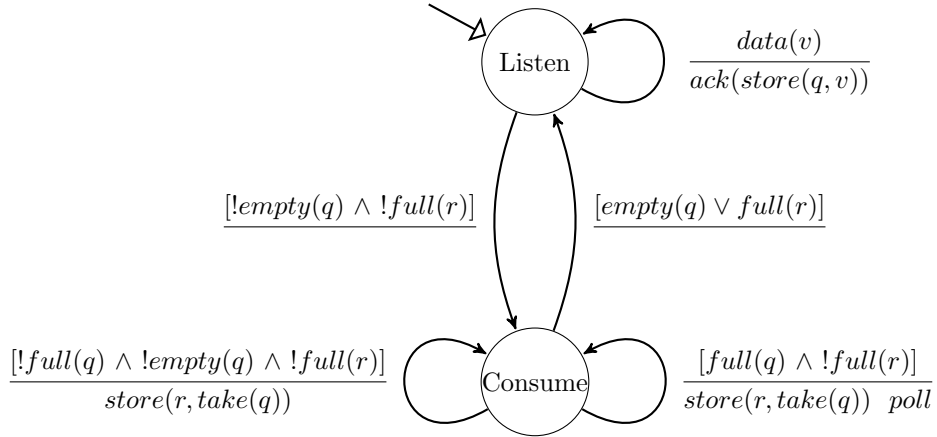 Listen
data(v)
ack(store(q, v))
[!empty(q) ∧ !full(r)]
[empty(q) ∨ full(r)]
[!full(q) ∧ !empty(q) ∧ !full(r)]
store(r, take(q))
Consume
[full(q) ∧ !full(r)]
store(r, take(q)) poll